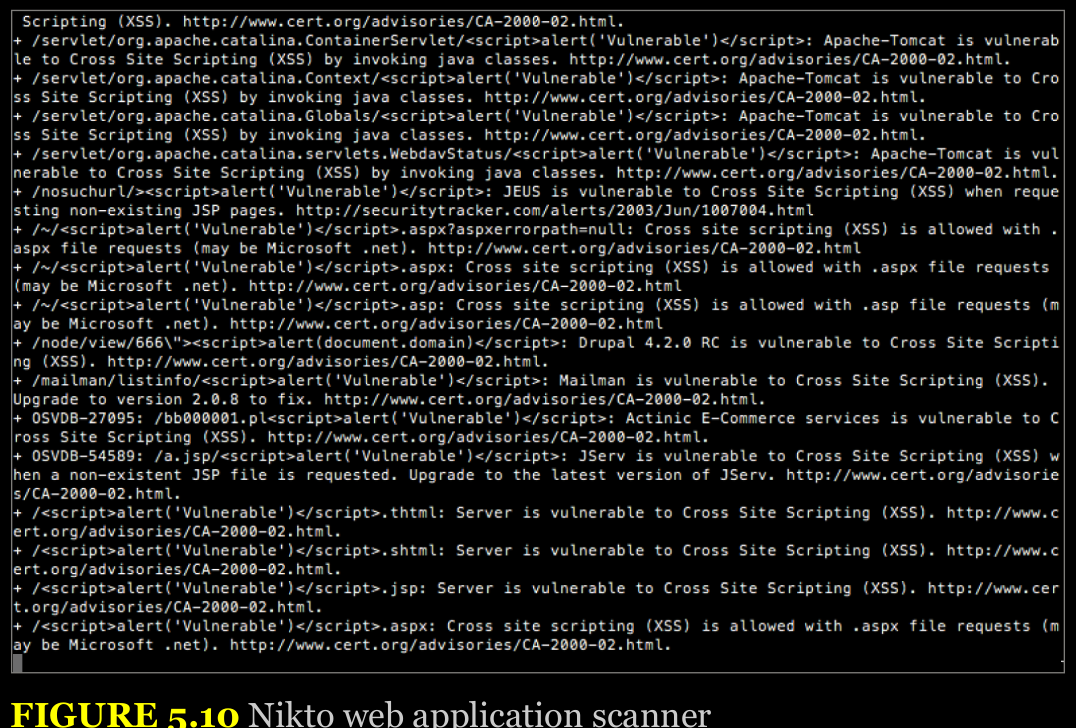 Scripting (XSS). http://www.cert.org/advisories/CA-2000-02.html.
+ /servlet/org.apache.catalina.ContainerServlet/<script>alert('Vulnerable')</script>: Apache-Tomcat is vulnerab
le to Cross Site Scripting (XSS) by invoking java classes. http://www.cert.org/advisories/CA-2000-02.html.
+ /servlet/org.apache.catalina.Context/<script>alert('Vulnerable')</script>: Apache-Tomcat is vulnerable to Cro
ss Site Scripting (XSS) by invoking java classes. http://www.cert.org/advisories/CA-2000-02.html.
+ /servlet/org.apache.catalina.Globals/<script>alert('Vulnerable')</script>: Apache-Tomcat is vulnerable to Cro
ss Site Scripting (XSS) by invoking java classes. http://www.cert.org/advisories/CA-2000-02.html.
+ /servlet/org.apache.catalina.servlets.WebdavStatus/<script>alert('Vulnerable')</script>: Apache-Tomcat is vul
nerable to Cross Site Scripting (XSS) by invoking java classes. http://www.cert.org/advisories/CA-2000-02.html.
+ /nosuchurl/><script>alert('Vulnerable')</script>: JEUS is vulnerable to Cross Site Scripting (XSS) when reque
sting non-existing JSP pages. http://securitytracker.com/alerts/2003/Jun/1007004.html
+ /~/<script>alert('Vulnerable')</script>.aspx?aspxerrorpath=null: Cross site scripting (XSS) is allowed with .
aspx file requests (may be Microsoft .net). http://www.cert.org/advisories/CA-2000-02.html
+ /~/<script>alert('Vulnerable')</script>.aspx: Cross site scripting (XSS) is allowed with .aspx file requests
(may be Microsoft .net). http://www.cert.org/advisories/CA-2000-02.html
+ /~/<script>alert('Vulnerable')</script>.asp: Cross site scripting (XSS) is allowed with .asp file requests (m
ay be Microsoft .net). http://www.cert.org/advisories/CA-2000-02.html
+ /node/view/666\"><script>alert(document.domain)</script>: Drupal 4.2.0 RC is vulnerable to Cross Site Scripti
ng (XSS). http://www.cert.org/advisories/CA-2000-02.html.
+ /mailman/listinfo/<script>alert('Vulnerable')</script>: Mailman is vulnerable to Cross Site Scripting (XSS).
Upgrade to version 2.0.8 to fix. http://www.cert.org/advisories/CA-2000-02.html.
+ OSVDB-27095: /bb000001.pl<script>alert('Vulnerable')</script>: Actinic E-Commerce services is vulnerable to C
ross Site Scripting (XSS). http://www.cert.org/advisories/CA-2000-02.html.
+ OSVDB-54589: /a.jsp/<script>alert('Vulnerable')</script>: JServ is vulnerable to Cross Site Scripting (XSS) w
hen a non-existent JSP file is requested. Upgrade to the latest version of JServ. http://www.cert.org/advisorie
s/CA-2000-02.html.
+ /<script>alert('Vulnerable')</script>.thtml: Server is vulnerable to Cross Site Scripting (XSS). http://www.c
ert.org/advisories/CA-2000-02.html.
+ /<script>alert('Vulnerable')</script>.shtml: Server is vulnerable to Cross Site Scripting (XSS). http://www.c
ert.org/advisories/CA-2000-02.html.
+ /<script>alert('Vulnerable')</script>.jsp: Server is vulnerable to Cross Site Scripting (XSS). http://www.cer
t.org/advisories/CA-2000-02.html.
+ /<script>alert('Vulnerable')</script>.aspx: Cross site scripting (XSS) is allowed with .aspx file requests (m
ay be Microsoft .net). http://www.cert.org/advisories/CA-2000-02.html.
FIGURE 5.10 Nikto web application scanner